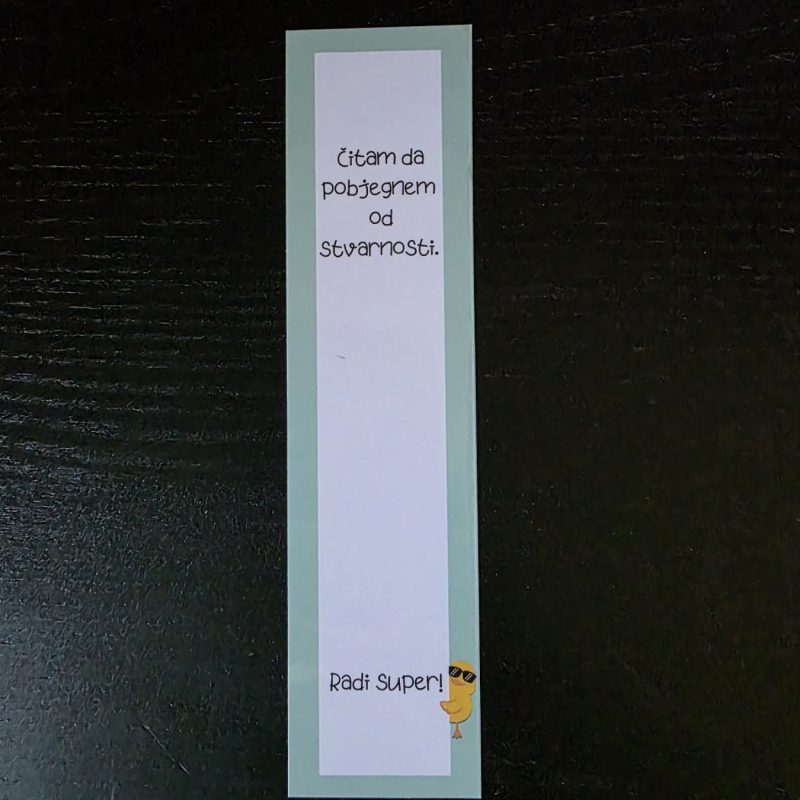 Čitam da
pobjegnem
od
stvarnosti.
Radi super!